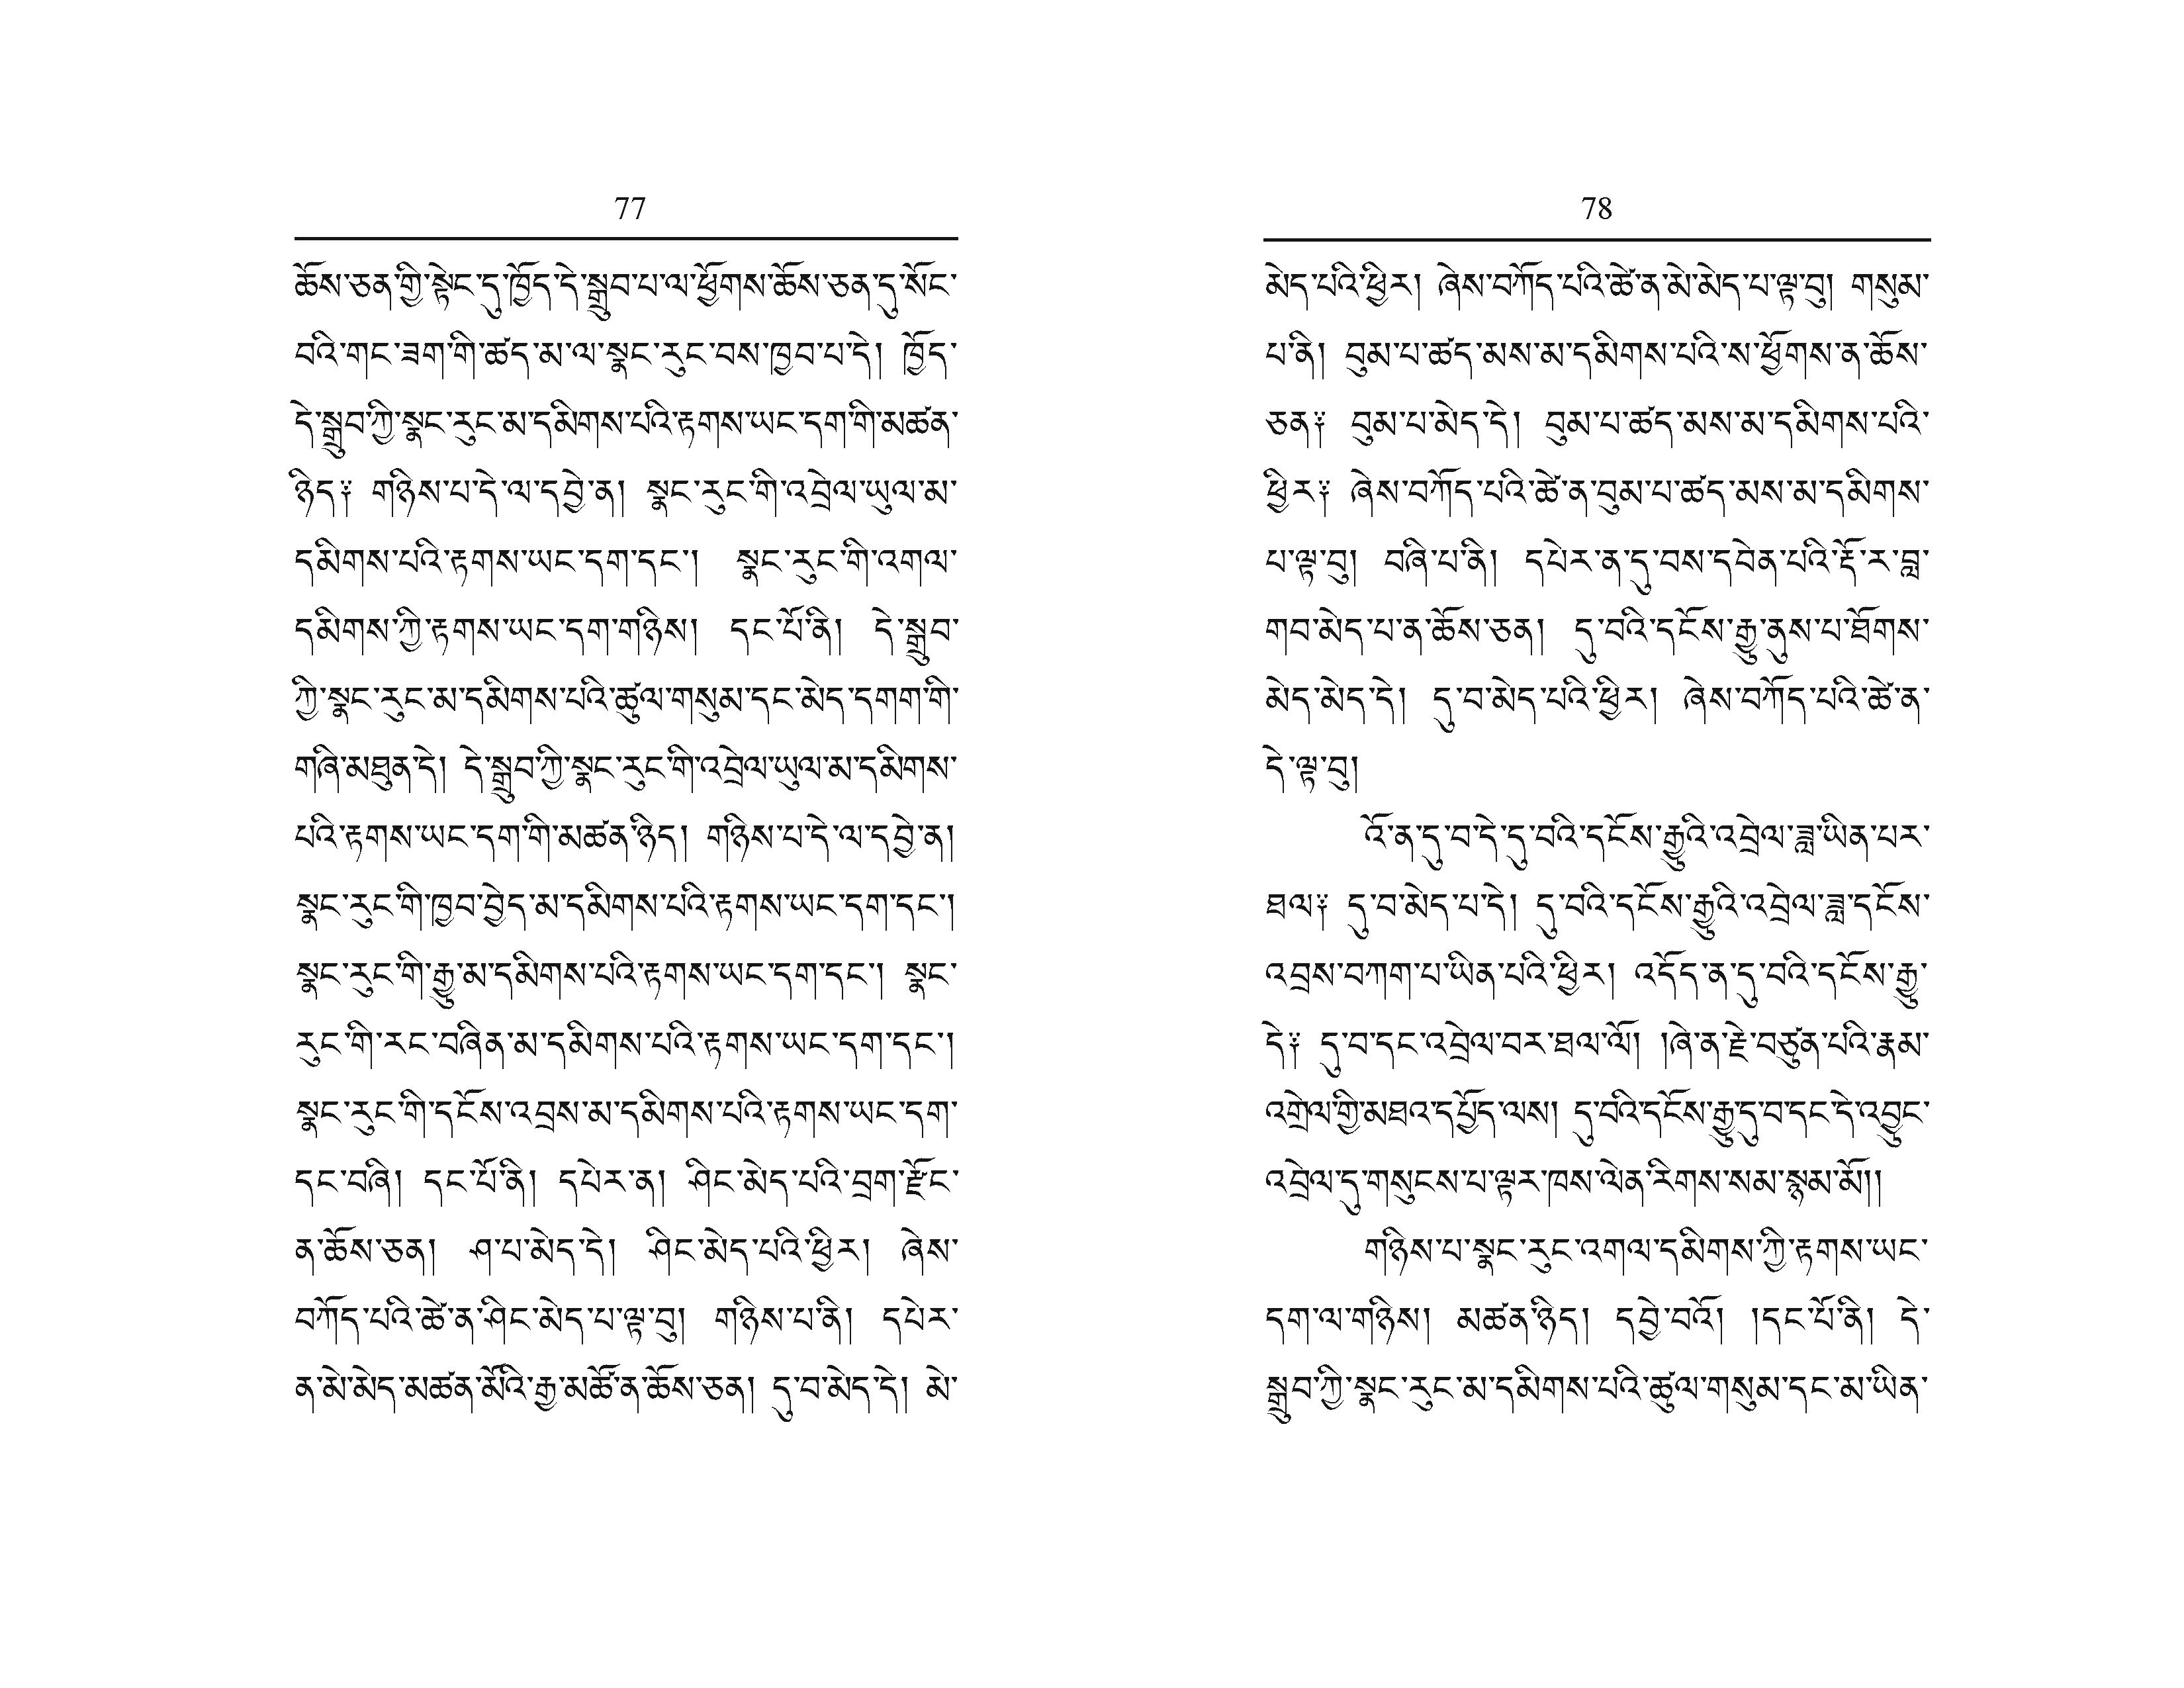 77
ཆོས་ཅན་གྱི་སྟེང་དུ་ཁྱོད་དེ་སྒྲུབ་པ་ལ་ཕྱོགས་ཆོས་ཅན་དུ་སོང་
བའི་གང་ཟག་གི་ཚད་མ་ལ་སྣང་རུང་བས་ཁྱབ་པ་དེ། ཁྱོད་
དེ་སྒྲུབ་ཀྱི་སྣང་རུང་མ་དམིགས་པའི་རྟགས་ཡང་དག་གི་མཚན་
ཉིད༑ གཉིས་པ་དེ་ལ་དབྱེ་ན། སྣང་རུང་གི་འབྲེལ་ཡུལ་མ་
དམིགས་པའི་རྟགས་ཡང་དག་དང་། སྣང་རུང་གི་འགལ་
དམིགས་ཀྱི་རྟགས་ཡང་དག་གཉིས། དང་པོ་ནི། དེ་སྒྲུབ་
ཀྱི་སྣང་རུང་མ་དམིགས་པའི་ཚུལ་གསུམ་དང་མེད་དགག་གི་
གཞི་མཐུན་དེ། དེ་སྒྲུབ་ཀྱི་སྣང་རུང་གི་འབྲེལ་ཡུལ་མ་དམིགས་
པའི་རྟགས་ཡང་དག་གི་མཚན་ཉིད། གཉིས་པ་དེ་ལ་དབྱེ་ན།
སྣང་རུང་གི་ཁྱབ་བྱེད་མ་དམིགས་པའི་རྟགས་ཡང་དག་དང་།
སྣང་རུང་གི་རྒྱུ་མ་དམིགས་པའི་རྟགས་ཡང་དག་དང་། སྣང་
རུང་གི་རང་བཞིན་མ་དམིགས་པའི་རྟགས་ཡང་དག་དང་།
སྣང་རུང་གི་དངོས་འབྲས་མ་དམིགས་པའི་རྟགས་ཡང་དག་
དང་བཞི། དང་པོ་ནི། དཔེར་ན། ཤིང་མེད་པའི་བྲག་རྫོང་
ན་ཆོས་ཅན། ཤ་པ་མེད་དེ། ཤིང་མེད་པའི་ཕྱིར། ཞེས་
བཀོད་པའི་ཚེ་ན་ཤིང་མེད་པ་ལྟ་བུ། གཉིས་པ་ནི། དཔེར་
ན་མེ་མེད་མཚན་མོའི་རྒྱ་མཚོ་ན་ཆོས་ཅན། དུ་བ་མེད་དེ། མེ་
78
མེད་པའི་ཕྱིར། ཞེས་བཀོད་པའི་ཚེ་ན་མེ་མེད་པ་ལྟ་བུ། གསུམ་
པ་ནི། བུམ་པ་ཚད་མས་མ་དམིགས་པའི་ས་ཕྱོགས་ན་ཆོས་
ཅན༑ བུམ་པ་མེད་དེ། བུམ་པ་ཚད་མས་མ་དམིགས་པའི་
ཕྱིར༑ ཞེས་བཀོད་པའི་ཚེ་ན་བུམ་པ་ཚད་མས་མ་དམིགས་
པ་ལྟ་བུ། བཞི་པ་ནི། དཔེར་ན་དུ་བས་དབེན་པའི་རྡོ་ར་བླ་
གབ་མེད་པ་ན་ཆོས་ཅན། དུ་བའི་དངོས་རྒྱུ་ནུས་པ་ཐོགས་
མེད་མེད་དེ། དུ་བ་མེད་པའི་ཕྱིར། ཞེས་བཀོད་པའི་ཚེ་ན་
དེ་ལྟ་བུ།
འོ་ན་དུ་བ་དེ་དུ་བའི་དངོས་རྒྱུའི་འབྲེལ་ཟླ་ཡིན་པར་
ཐལ༑ དུ་བ་མེད་པ་དེ། དུ་བའི་དངོས་རྒྱུའི་འབྲེལ་ཟླ་དངོས་
འབྲས་བཀག་པ་ཡིན་པའི་ཕྱིར། འདོད་ན་དུ་བའི་དངོས་རྒྱུ་
དེ༑ དུ་བ་དང་འབྲེལ་བར་ཐལ་ལོ། །ཞེ་ན་རྗེ་བཙུན་པའི་རྣམ་
འགྲེལ་གྱི་མཐའ་དཔྱོད་ལས། དུ་བའི་དངོས་རྒྱུ་དུ་བ་དང་དེ་འབྱུང་
འབྲེལ་དུ་གསུངས་པ་ལྟར་ཁས་ལེན་རིགས་སམ་སྙམ་མོ།།
གཉིས་པ་སྣང་རུང་འགལ་དམིགས་ཀྱི་རྟགས་ཡང་
དག་ལ་གཉིས། མཚན་ཉིད། དབྱེ་བའོ། །དང་པོ་ནི། དེ་
སྒྲུབ་ཀྱི་སྣང་རུང་མ་དམིགས་པའི་ཚུལ་གསུམ་དང་མ་ཡིན་